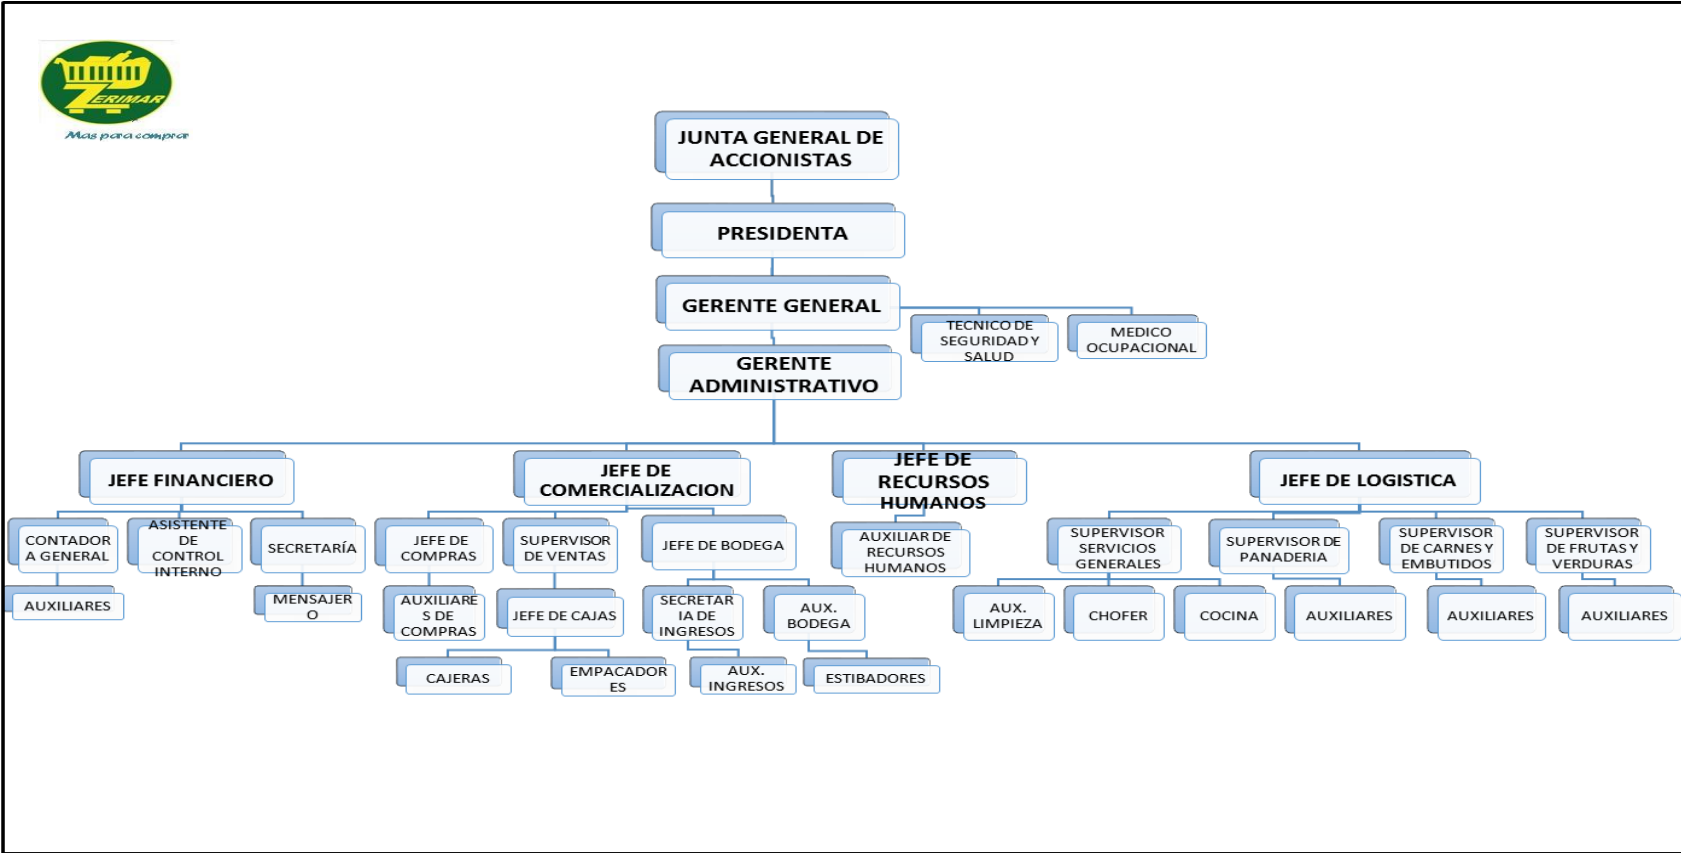 ZERIMAR
Mas para comprar
JUNTA GENERAL DE
ACCIONISTAS
PRESIDENTA
GERENTE GENERAL
TECNICO DE
SEGURIDAD Y
SALUD
MEDICO
OCUPACIONAL
GERENTE
ADMINISTRATIVO
JEFE FINANCIERO
JEFE DE
COMERCIALIZACION
JEFE DE
RECURSOS
HUMANOS
JEFE DE LOGISTICA
CONTADOR
A GENERAL
ASISTENTE
DE
CONTROL
INTERNO
SECRETARÍA
JEFE DE
COMPRAS
SUPERVISOR
DE VENTAS
JEFE DE BODEGA
AUXILIAR DE
RECURSOS
HUMANOS
SUPERVISOR
SERVICIOS
GENERALES
SUPERVISOR DE
PANADERIA
SUPERVISOR
DE CARNES Y
EMBUTIDOS
SUPERVISOR
DE FRUTAS Y
VERDURAS
AUXILIARES
MENSAJER
O
AUXILIARE
S DE
COMPRAS
JEFE DE CAJAS
SECRETAR
IA DE
INGRESOS
AUX.
BODEGA
AUX.
LIMPIEZA
CHOFER
COCINA
AUXILIARES
AUXILIARES
AUXILIARES
CAJERAS
EMPACADOR
ES
AUX.
INGRESOS
ESTIBADORES